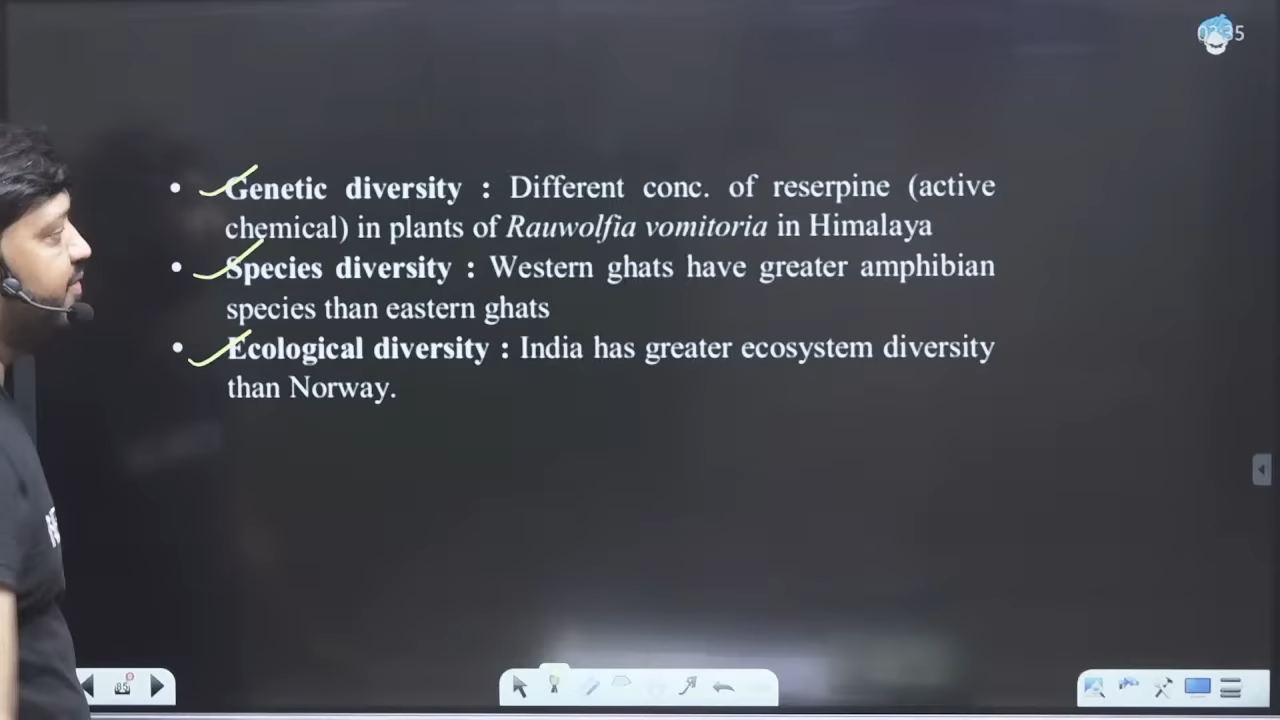 • Genetic diversity : Different conc. of reserpine (active
chemical) in plants of Rauwolfia vomitoria in Himalaya
• Species diversity : Western ghats have greater amphibian
species than eastern ghats
• Ecological diversity : India has greater ecosystem diversity
than Norway.
85